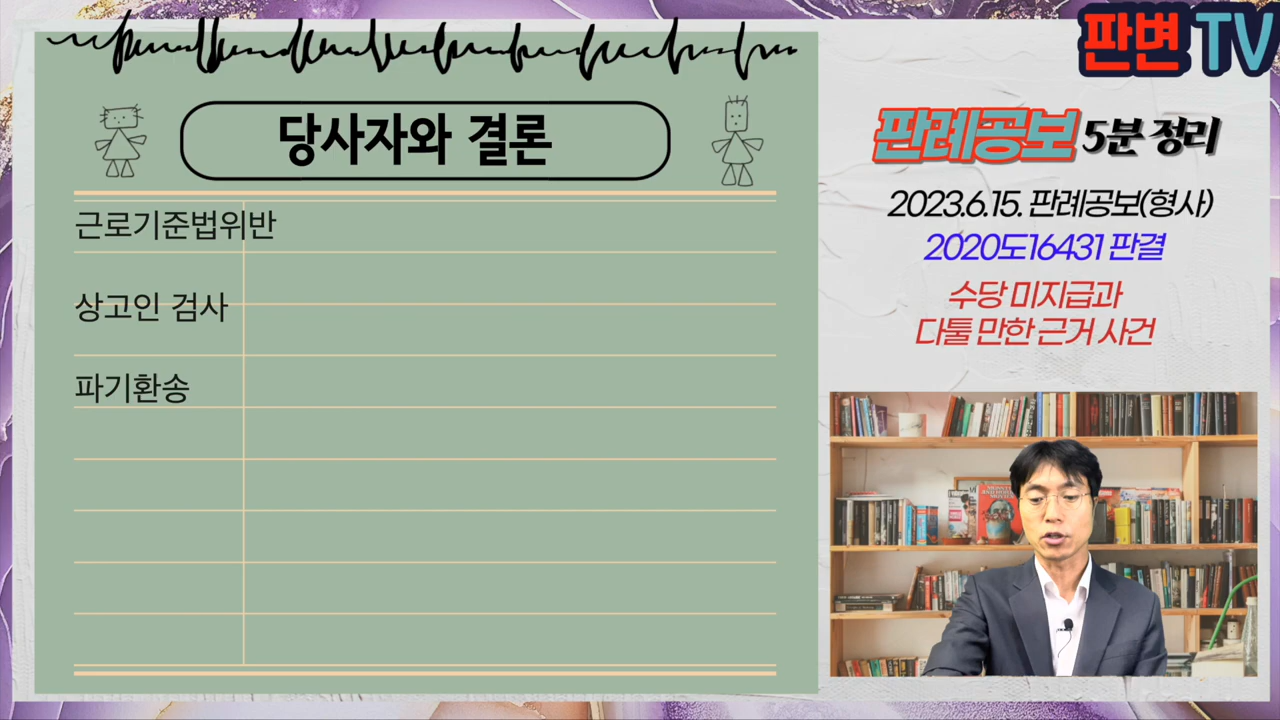 판변 TV
당사자와 결론
근로기준법위반
상고인 검사
파기환송
판례공보 5분 정리
2023.6.15. 판례공보(형사)
2020도16431 판결
수당 미지급과
다툴 만한 근거 사건